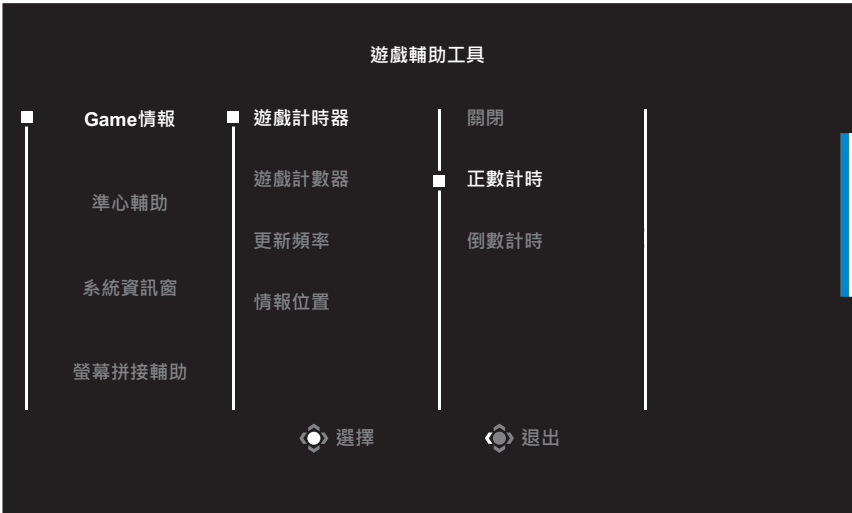 遊戲輔助工具
Game情報
準心輔助
系統資訊窗
螢幕拼接輔助
遊戲計時器
遊戲計數器
更新頻率
情報位置
關閉
正數計時
倒數計時
選擇
退出